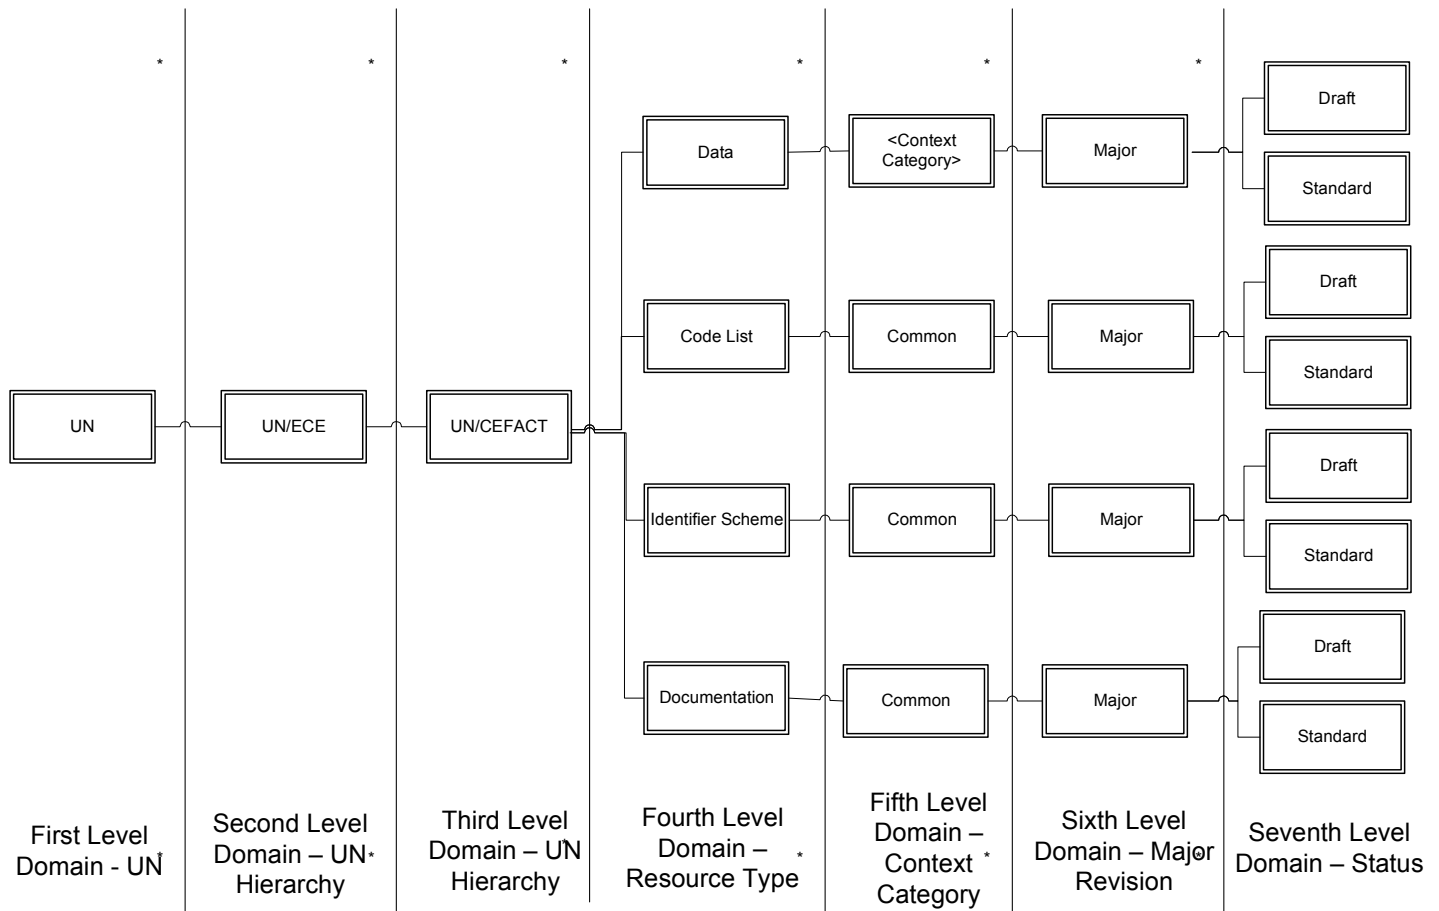 * * * * * *
Draft
Data
<Context
Category>
Major
Standard
Draft
Code List
Common
Major
Standard
UN
UN/ECE
UN/CEFACT
Draft
Identifier Scheme
Common
Major
Standard
Draft
Documentation
Common
Major
Standard
First Level
Domain - UN
*
Second Level
Domain – UN
*
Hierarchy
Third Level
Domain – UN
*
Hierarchy
Fourth Level
Domain –
Resource Type
*
Fifth Level
Domain –
Context
*
Category
Sixth Level
Domain – Major
*
Revision
Seventh Level
Domain – Status